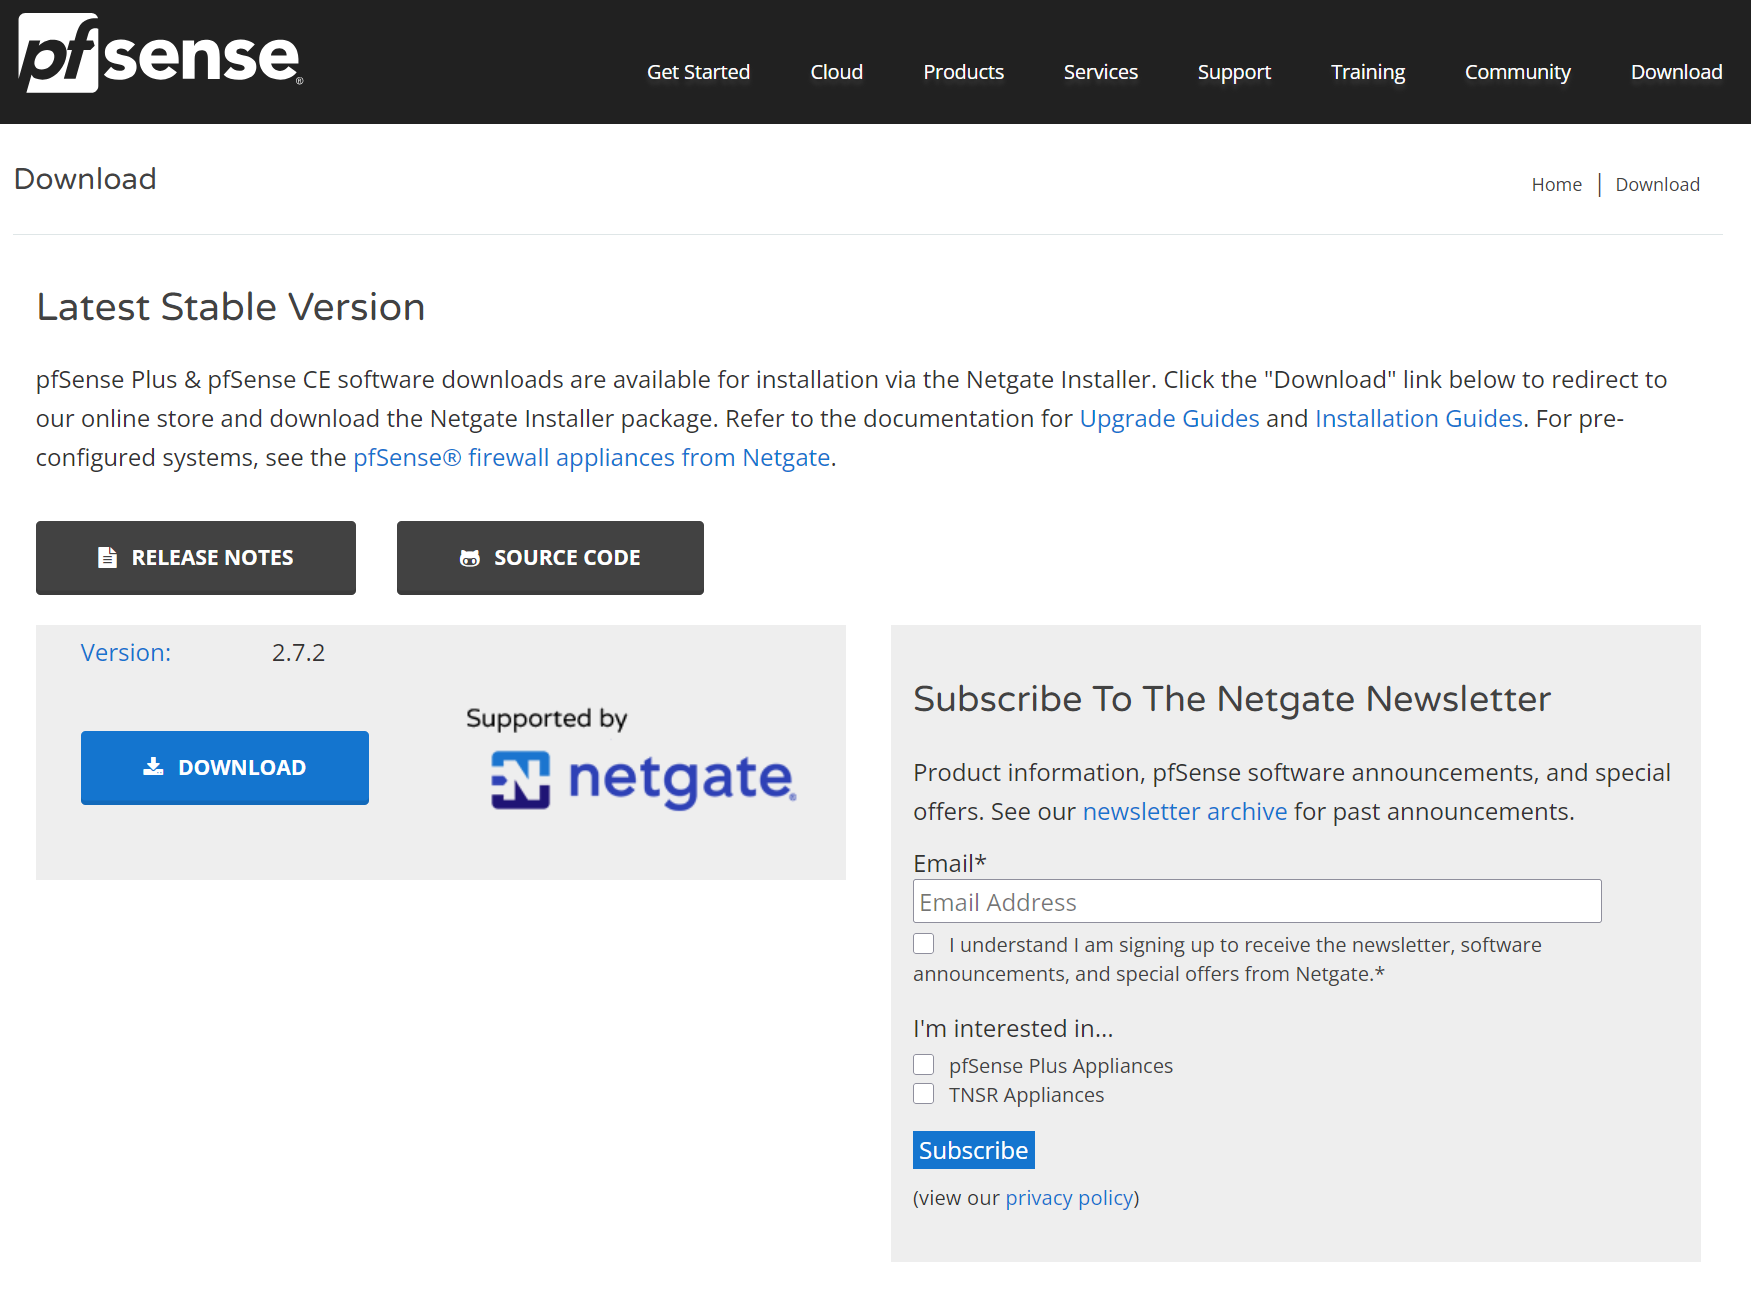 pfsense®
Get Started Cloud Products Services Support Training Community Download
Download
Home | Download
Latest Stable Version
pfSense Plus & pfSense CE software downloads are available for installation via the Netgate Installer. Click the "Download" link below to redirect to
our online store and download the Netgate Installer package. Refer to the documentation for Upgrade Guides and Installation Guides. For pre-
configured systems, see the pfSense® firewall appliances from Netgate.
RELEASE NOTES
SOURCE CODE
Version: 2.7.2
DOWNLOAD
Supported by
netgate®
Subscribe To The Netgate Newsletter
Product information, pfSense software announcements, and special
offers. See our newsletter archive for past announcements.
Email*
Email Address
I understand I am signing up to receive the newsletter, software
announcements, and special offers from Netgate.*
I'm interested in...
pfSense Plus Appliances
TNSR Appliances
Subscribe
(view our privacy policy)